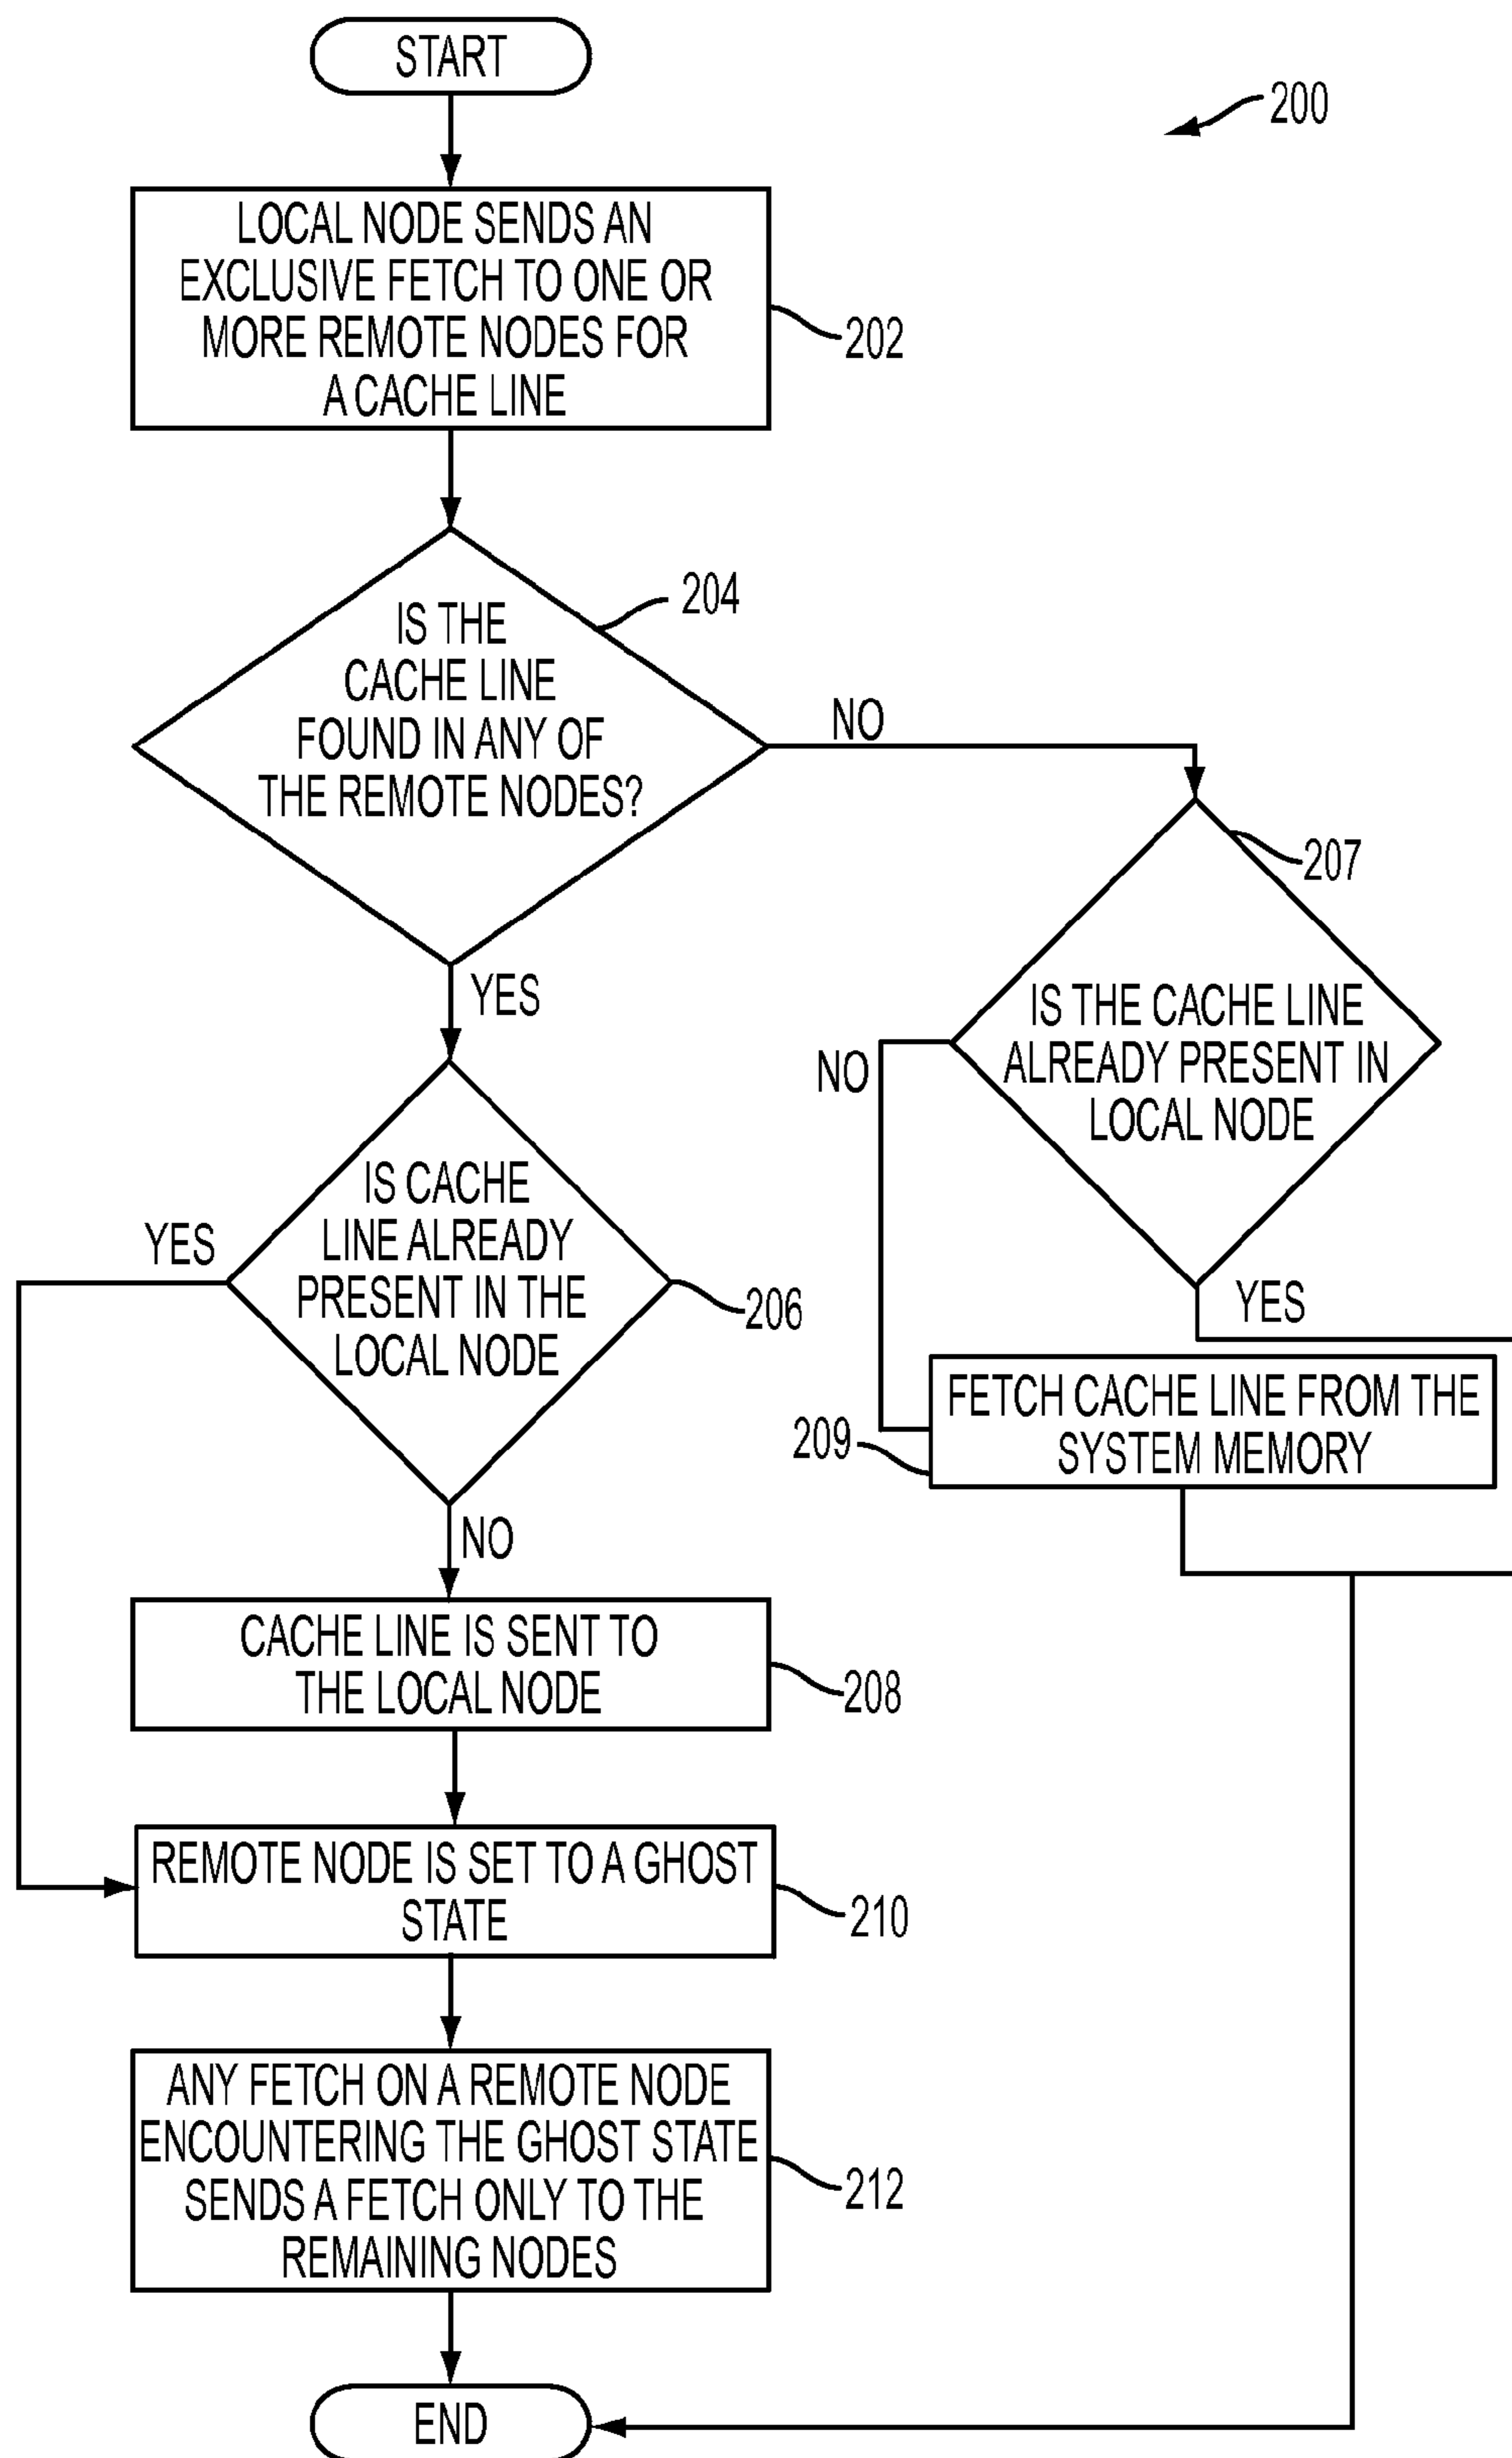 START
200
LOCAL NODE SENDS AN
EXCLUSIVE FETCH TO ONE OR
MORE REMOTE NODES FOR
A CACHE LINE
202
IS THE
CACHE LINE
FOUND IN ANY OF
THE REMOTE NODES?
204
NO
YES
207
IS THE CACHE LINE
ALREADY PRESENT IN
LOCAL NODE
NO
YES
IS CACHE
LINE ALREADY
PRESENT IN THE
LOCAL NODE
YES
206
NO
FETCH CACHE LINE FROM THE
SYSTEM MEMORY
209
CACHE LINE IS SENT TO
THE LOCAL NODE
208
REMOTE NODE IS SET TO A GHOST
STATE
210
ANY FETCH ON A REMOTE NODE
ENCOUNTERING THE GHOST STATE
SENDS A FETCH ONLY TO THE
REMAINING NODES
212
END